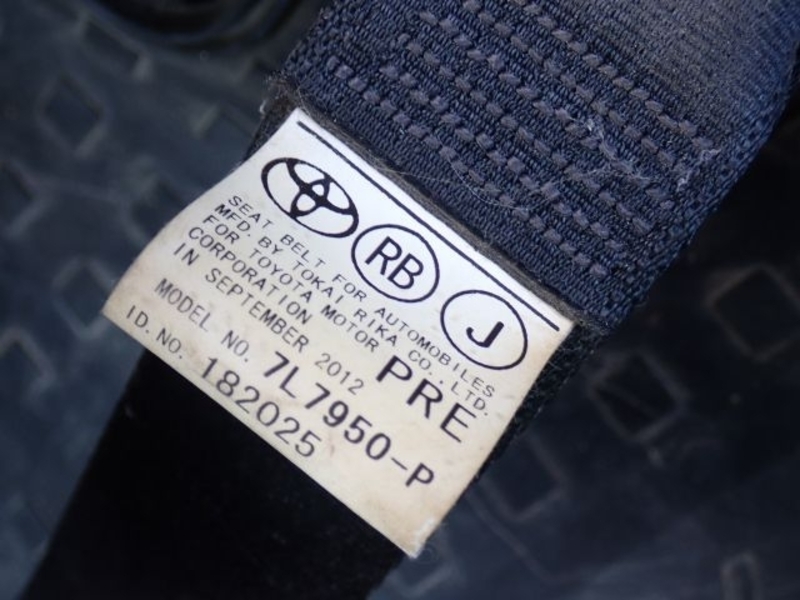 RB J
SEAT BELT FOR AUTOMOBILES
MFD. BY TOKAI RIKA CO., LTD.
FOR TOYOTA MOTOR
CORPORATION PRE
IN SEPTEMBER 2012
MODEL NO. 7L7950-P
ID. NO. 182025